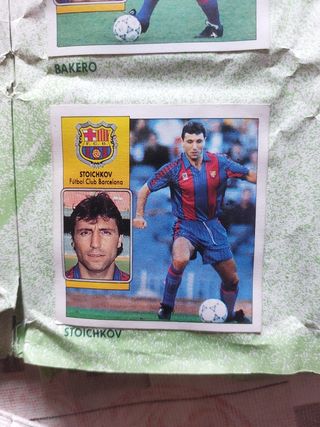 BAKERO
F.C.B.
STOICHKOV
Fútbol Club Barcelona
STOICHKOV